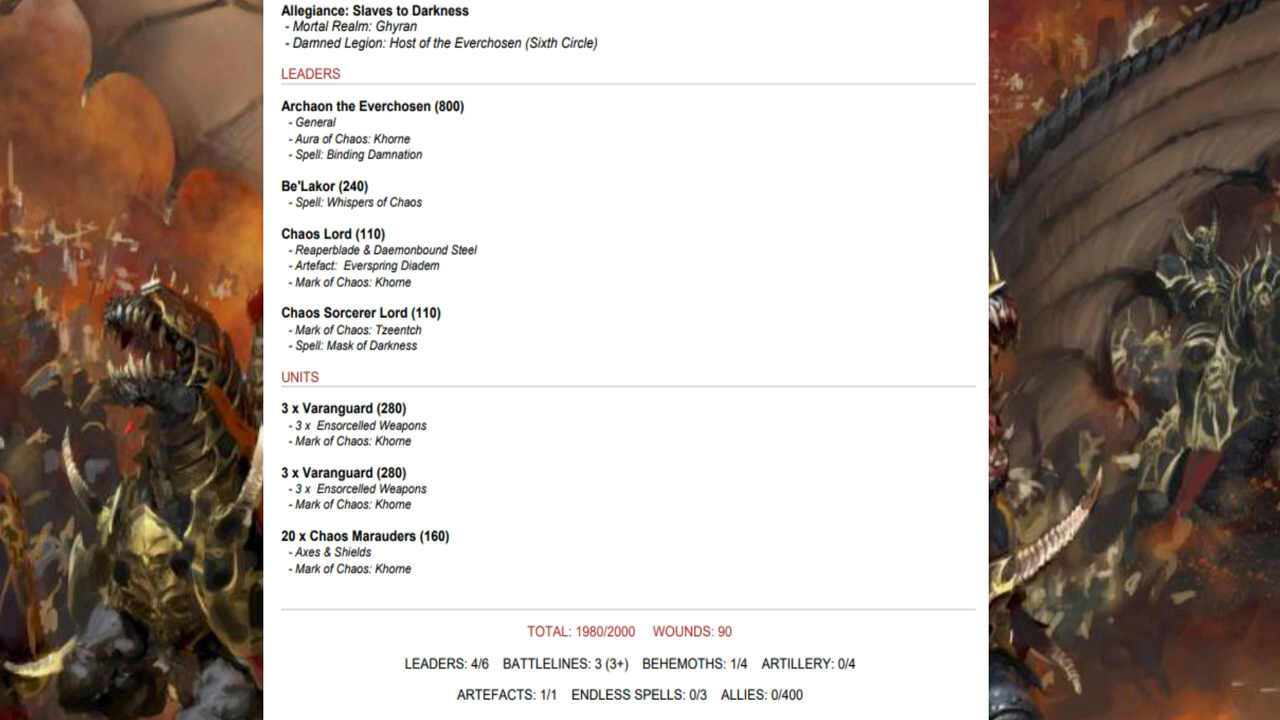 Allegiance: Slaves to Darkness
- Mortal Realm: Ghyran
- Damned Legion: Host of the Everchosen (Sixth Circle)
LEADERS
Archaon the Everchosen (800)
- General
- Aura of Chaos: Khorne
- Spell: Binding Damnation
Be'Lakor (240)
- Spell: Whispers of Chaos
Chaos Lord (110)
- Reaperblade & Daemonbound Steel
- Artefact: Everspring Diadem
- Mark of Chaos: Khorne
Chaos Sorcerer Lord (110)
- Mark of Chaos: Tzeentch
- Spell: Mask of Darkness
UNITS
3 x Varanguard (280)
- 3 x Ensorcelled Weapons
- Mark of Chaos: Khorne
3 x Varanguard (280)
- 3 x Ensorcelled Weapons
- Mark of Chaos: Khorne
20 x Chaos Marauders (160)
- Axes & Shields
- Mark of Chaos: Khorne
TOTAL: 1980/2000 WOUNDS: 90
LEADERS: 4/6 BATTLELINES: 3 (3+) BEHEMOTHS: 1/4 ARTILLERY: 0/4
ARTEFACTS: 1/1 ENDLESS SPELLS: 0/3 ALLIES: 0/400